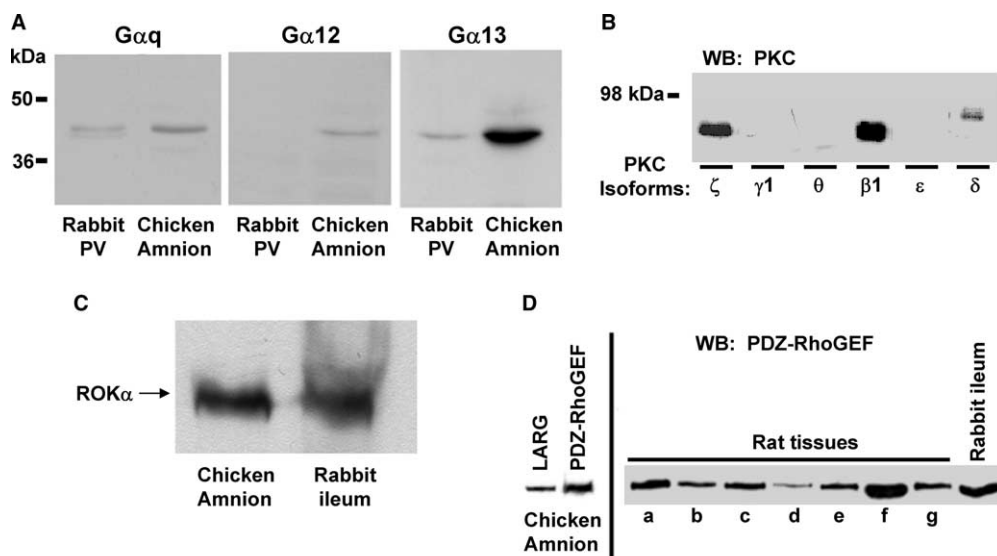 A
Gαq Gα12 Gα13
kDa
50
36
Rabbit PV Chicken Amnion Rabbit PV Chicken Amnion Rabbit PV Chicken Amnion
B
WB: PKC
98 kDa
PKC
Isoforms: ζ γ1 θ β1 ε δ
C
ROKα
Chicken Amnion Rabbit ileum
D
WB: PDZ-RhoGEF
LARG
PDZ-RhoGEF
Rat tissues
Rabbit ileum
a b c d e f g
Chicken
Amnion